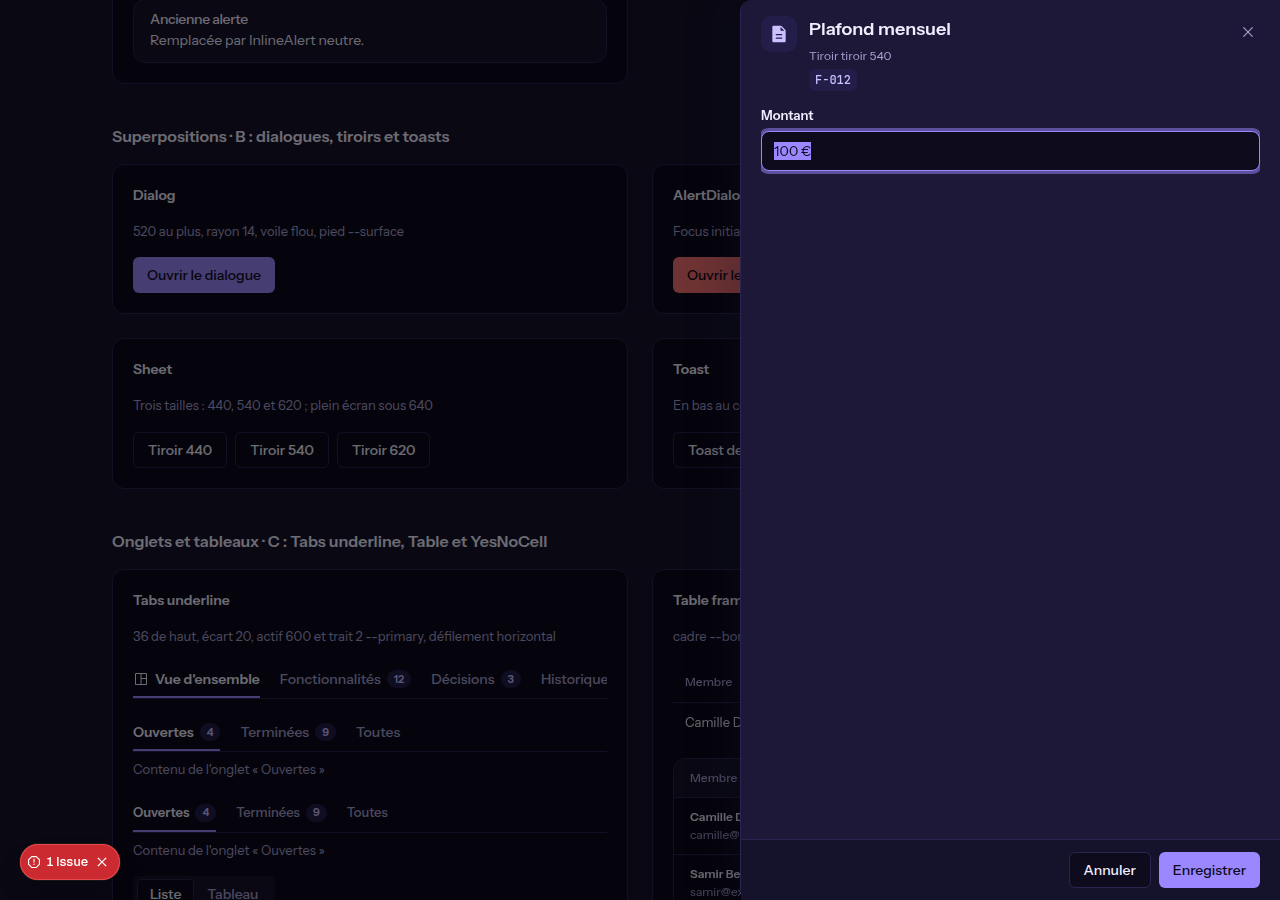 Ancienne alerte
Remplacée par InlineAlert neutre.
Superpositions · B : dialogues, tiroirs et toasts
Dialog
520 au plus, rayon 14, voile flou, pied --surface
Ouvrir le dialogue
AlertDialo
Focus initia
Ouvrir le
Sheet
Trois tailles : 440, 540 et 620 ; plein écran sous 640
Tiroir 440
Tiroir 540
Tiroir 620
Toast
En bas au c
Toast de
Onglets et tableaux · C : Tabs underline, Table et YesNoCell
Tabs underline
36 de haut, écart 20, actif 600 et trait 2 --primary, défilement horizontal
Vue d'ensemble
Fonctionnalités 12
Décisions 3
Historique
Ouvertes 4
Terminées 9
Toutes
Contenu de l'onglet « Ouvertes »
Ouvertes 4
Terminées 9
Toutes
Contenu de l'onglet « Ouvertes »
Liste
Tableau
Table fram
cadre --bor
Membre
Camille D
Membre
Camille D
camille@
Samir Be
samir@ex
1 Issue
Plafond mensuel
Tiroir tiroir 540
F-012
Montant
100 €
Annuler
Enregistrer